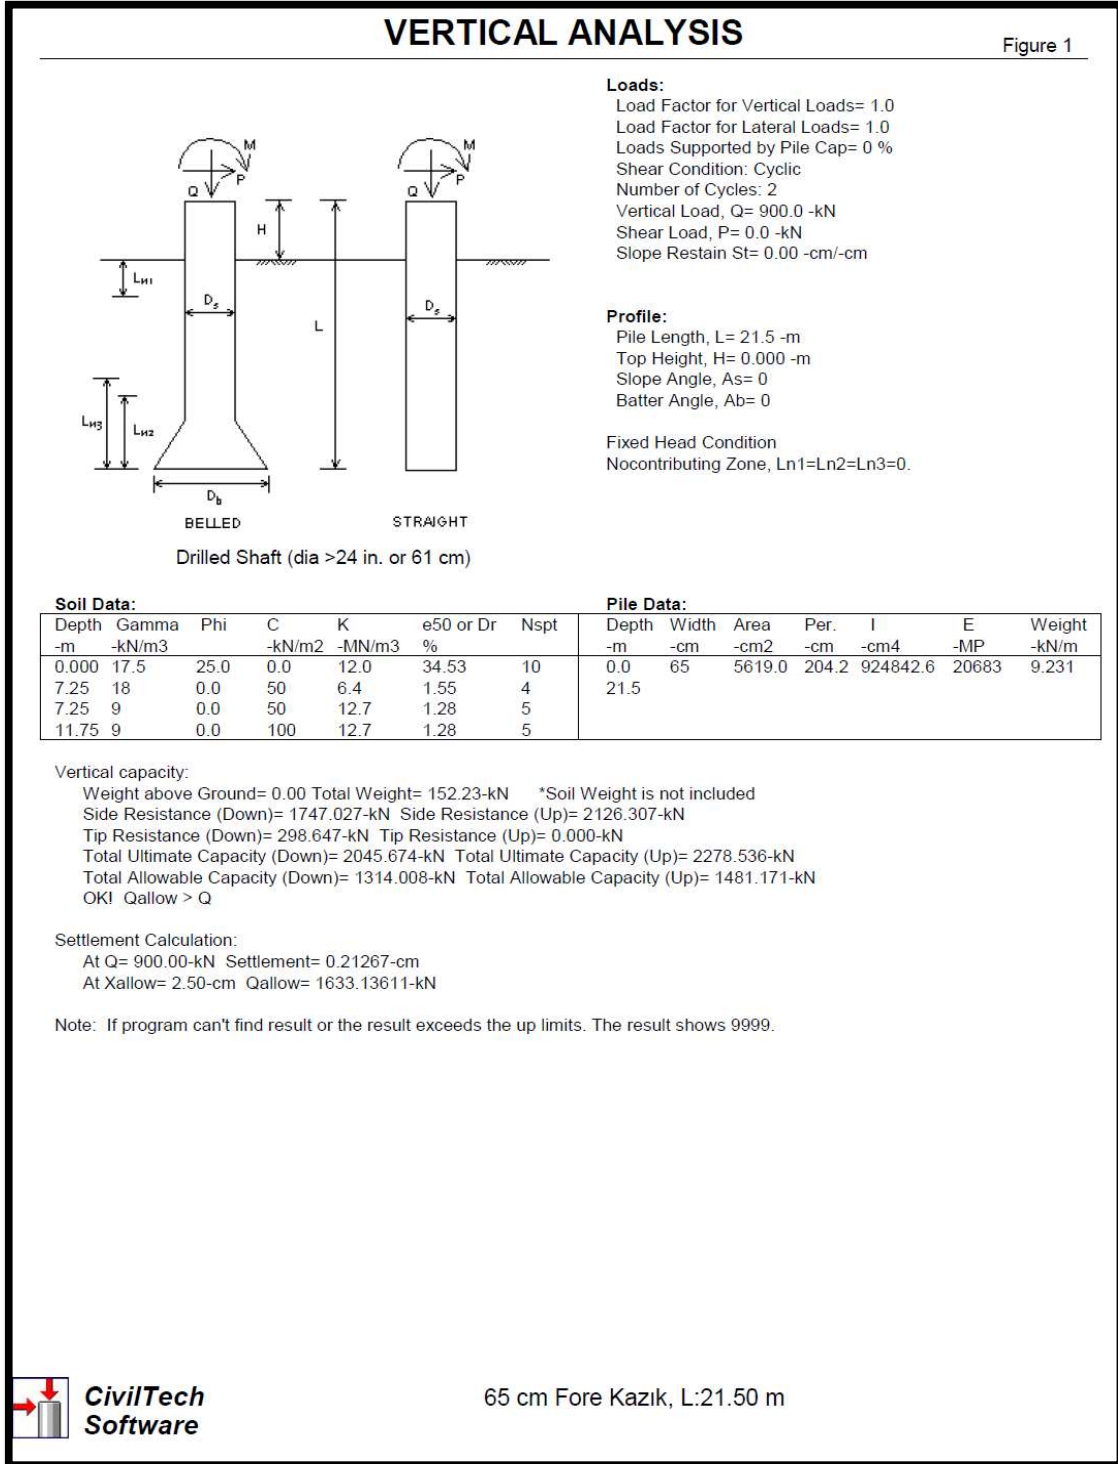 VERTICAL ANALYSIS
Figure 1
Loads:
Load Factor for Vertical Loads= 1.0
Load Factor for Lateral Loads= 1.0
Loads Supported by Pile Cap= 0 %
Shear Condition: Cyclic
Number of Cycles: 2
Vertical Load, Q= 900.0 -kN
Shear Load, P= 0.0 -kN
Slope Restain St= 0.00 -cm/-cm
Profile:
Pile Length, L= 21.5 -m
Top Height, H= 0.000 -m
Slope Angle, As= 0
Batter Angle, Ab= 0
Fixed Head Condition
Nocontributing Zone, Ln1=Ln2=Ln3=0.
M
P
Q
H
Lи1
Ds
L
Lи3
Lи2
Db
BELLED
M
P
Q
Ds
STRAIGHT
Drilled Shaft (dia >24 in. or 61 cm)
Soil Data:
Depth Gamma Phi C K e50 or Dr Nspt
-m -kN/m3 -kN/m2 -MN/m3 %
0.000 17.5 25.0 0.0 12.0 34.53 10
7.25 18 0.0 50 6.4 1.55 4
7.25 9 0.0 50 12.7 1.28 5
11.75 9 0.0 100 12.7 1.28 5
Pile Data:
Depth Width Area Per. I E Weight
-m -cm -cm2 -cm -cm4 -MP -kN/m
0.0 65 5619.0 204.2 924842.6 20683 9.231
21.5
Vertical capacity:
Weight above Ground= 0.00 Total Weight= 152.23-kN *Soil Weight is not included
Side Resistance (Down)= 1747.027-kN Side Resistance (Up)= 2126.307-kN
Tip Resistance (Down)= 298.647-kN Tip Resistance (Up)= 0.000-kN
Total Ultimate Capacity (Down)= 2045.674-kN Total Ultimate Capacity (Up)= 2278.536-kN
Total Allowable Capacity (Down)= 1314.008-kN Total Allowable Capacity (Up)= 1481.171-kN
OK! Qallow > Q
Settlement Calculation:
At Q= 900.00-kN Settlement= 0.21267-cm
At Xallow= 2.50-cm Qallow= 1633.13611-kN
Note: If program can't find result or the result exceeds the up limits. The result shows 9999.
CivilTech
Software
65 cm Fore Kazık, L:21.50 m